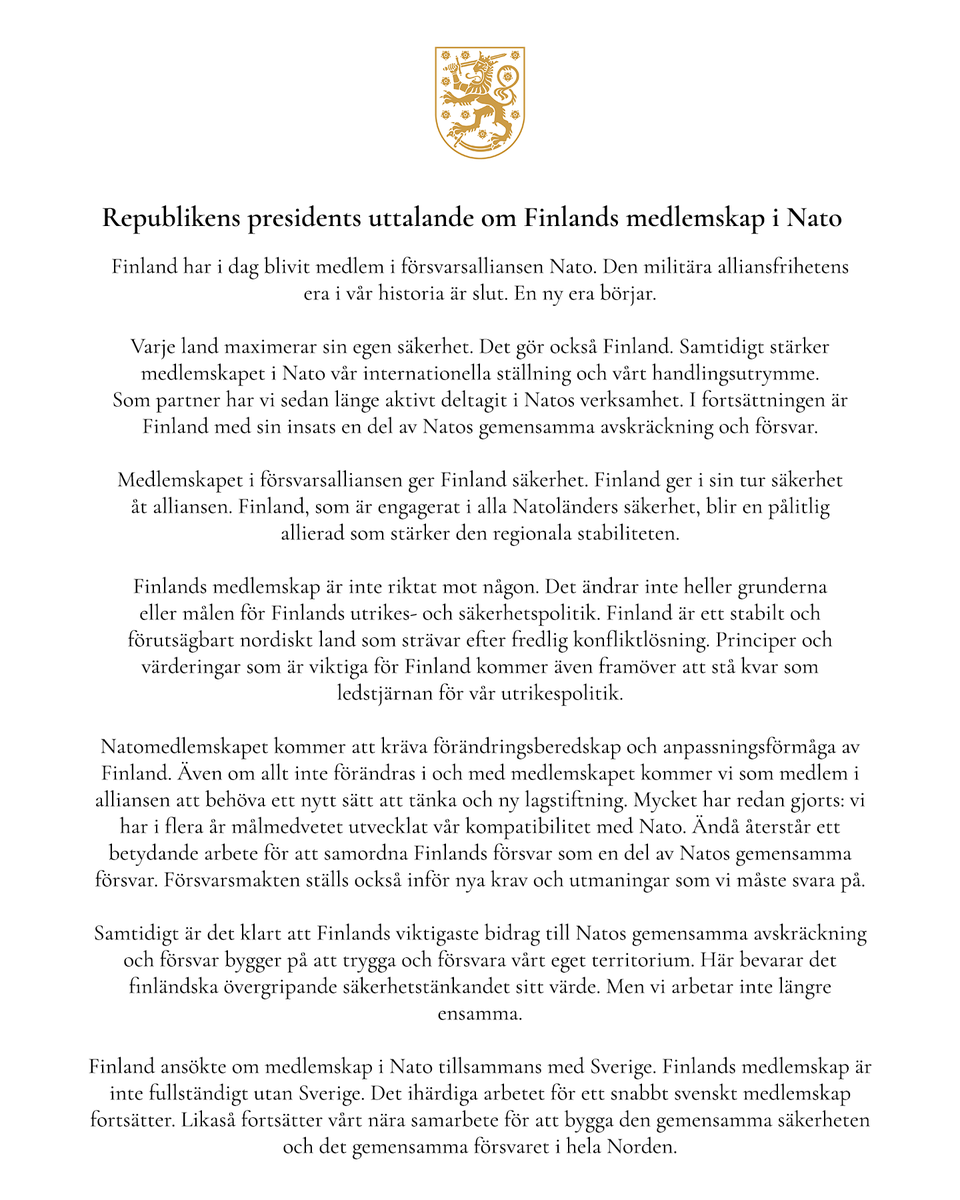 Republikens presidents uttalande om Finlands medlemskap i Nato
Finland har i dag blivit medlem i försvarsalliansen Nato. Den militära alliansfrihetens
era i vår historia är slut. En ny era börjar.
Varje land maximerar sin egen säkerhet. Det gör också Finland. Samtidigt stärker
medlemskapet i Nato vår internationella ställning och vårt handlingsutrymme.
Som partner har vi sedan länge aktivt deltagit i Natos verksamhet. I fortsättningen är
Finland med sin insats en del av Natos gemensamma avskräckning och försvar.
Medlemskapet i försvarsalliansen ger Finland säkerhet. Finland ger i sin tur säkerhet
åt alliansen. Finland, som är engagerat i alla Natoländers säkerhet, blir en pålitlig
allierad som stärker den regionala stabiliteten.
Finlands medlemskap är inte riktat mot någon. Det ändrar inte heller grunderna
eller målen för Finlands utrikes- och säkerhetspolitik. Finland är ett stabilt och
förutsägbart nordiskt land som strävar efter fredlig konfliktlösning. Principer och
värderingar som är viktiga för Finland kommer även framöver att stå kvar som
ledstjärnan för vår utrikespolitik.
Natomedlemskapet kommer att kräva förändringsberedskap och anpassningsförmåga av
Finland. Även om allt inte förändras i och med medlemskapet kommer vi som medlem i
alliansen att behöva ett nytt sätt att tänka och ny lagstiftning. Mycket har redan gjorts: vi
har i flera år målmedvetet utvecklat vår kompatibilitet med Nato. Ändå återstår ett
betydande arbete för att samordna Finlands försvar som en del av Natos gemensamma
försvar. Försvarsmakten ställs också inför nya krav och utmaningar som vi måste svara på.
Samtidigt är det klart att Finlands viktigaste bidrag till Natos gemensamma avskräckning
och försvar bygger på att trygga och försvara vårt eget territorium. Här bevarar det
finländska övergripande säkerhetstänkandet sitt värde. Men vi arbetar inte längre
ensamma.
Finland ansökte om medlemskap i Nato tillsammans med Sverige. Finlands medlemskap är
inte fullständigt utan Sverige. Det ihärdiga arbetet för ett snabbt svenskt medlemskap
fortsätter. Likaså fortsätter vårt nära samarbete för att bygga den gemensamma säkerheten
och det gemensamma försvaret i hela Norden.